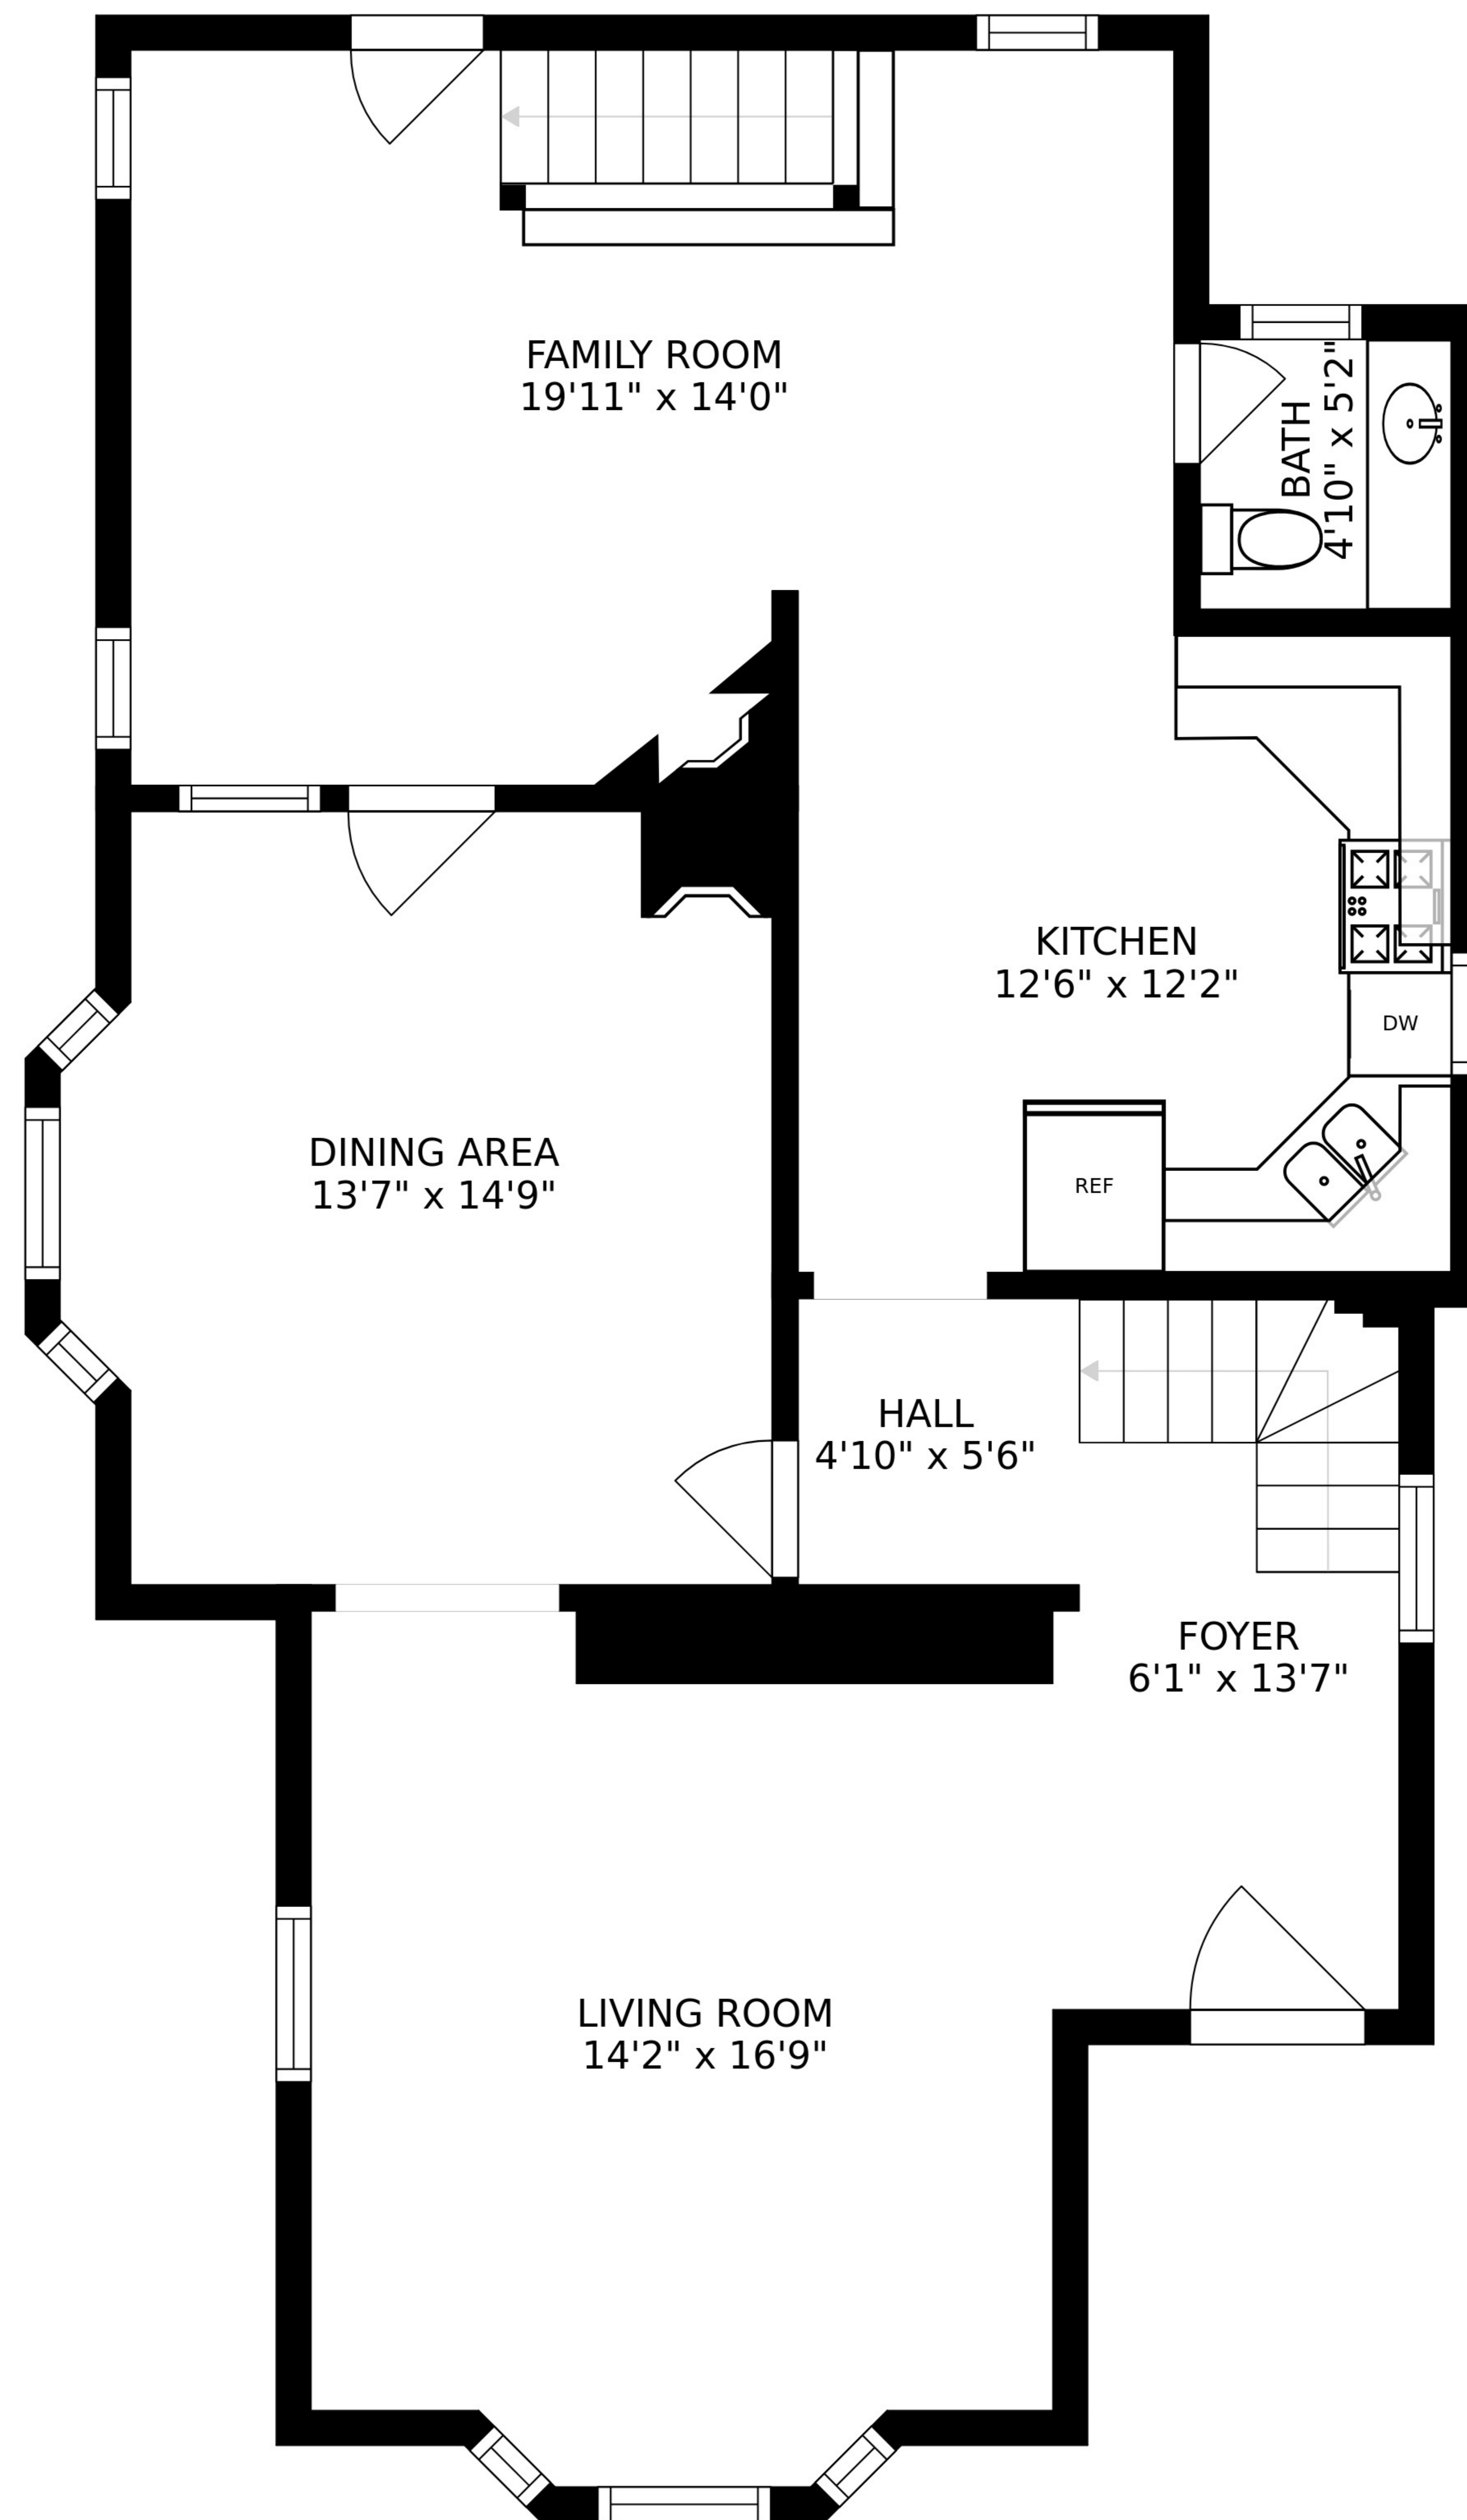 FAMILY ROOM
19'11" x 14'0"
BATH
4'10" x 5'2"
KITCHEN
12'6" x 12'2"
DW
DINING AREA
13'7" x 14'9"
REF
HALL
4'10" x 5'6"
FOYER
6'1" x 13'7"
LIVING ROOM
14'2" x 16'9"